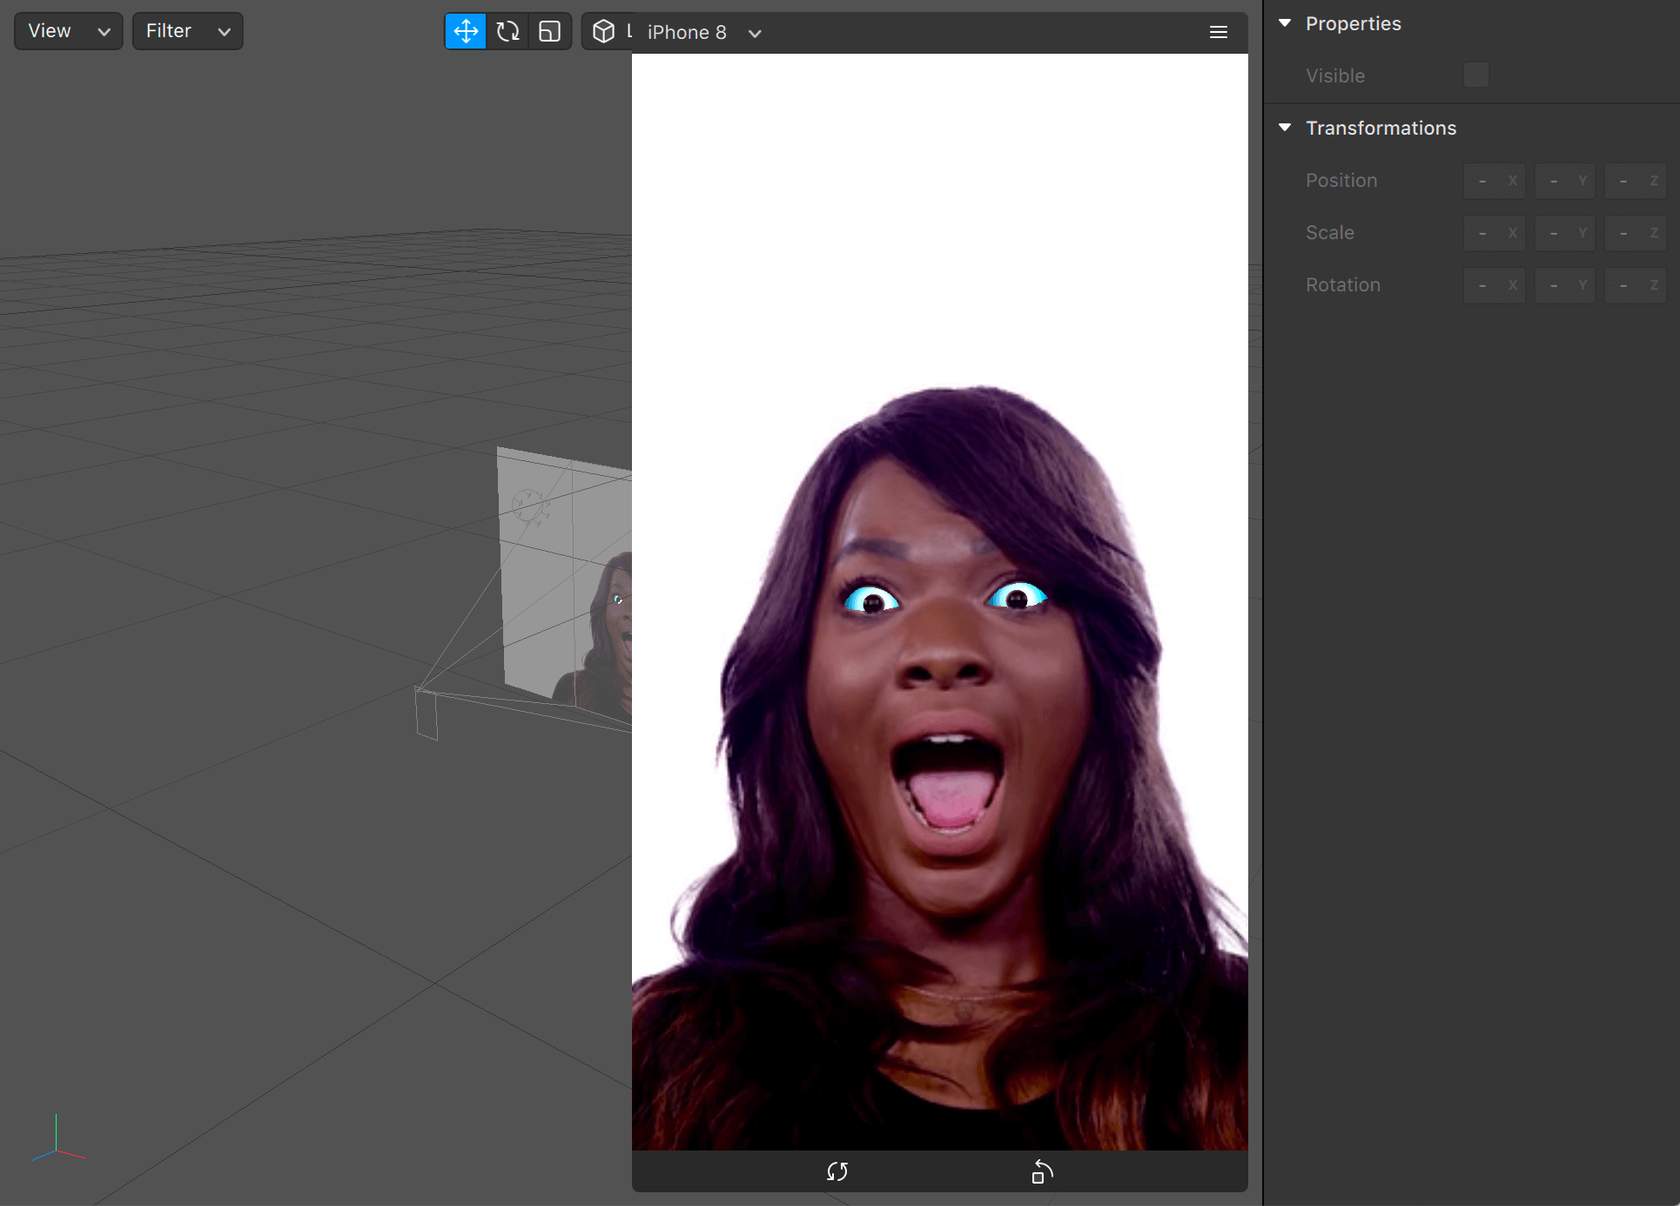 View
Filter
L
iPhone 8
Properties
Visible
Transformations
Position - X - Y - Z
Scale - X - Y - Z
Rotation - X - Y - Z